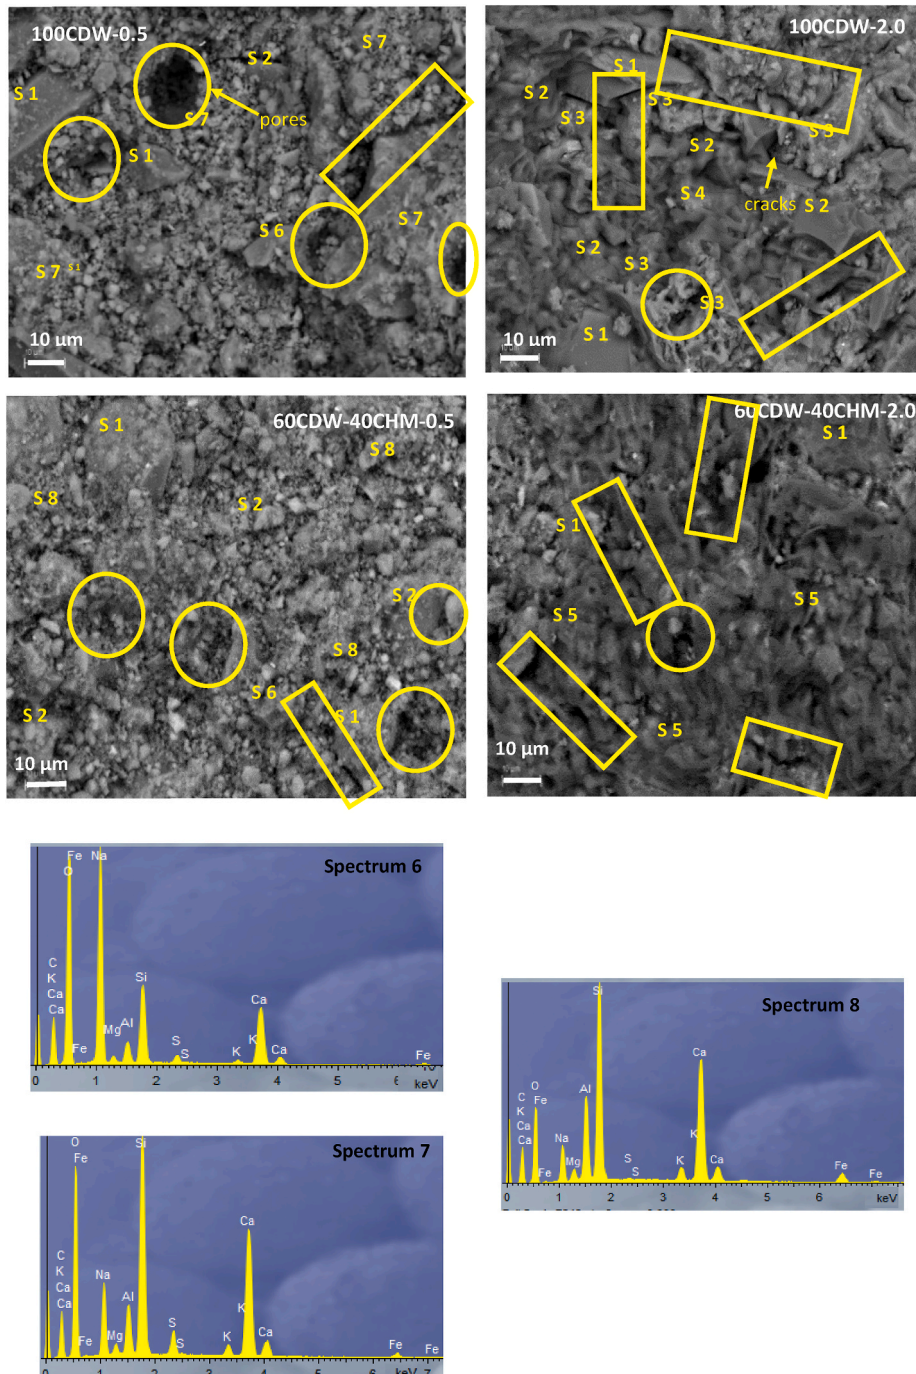 100CDW-0.5
S 2
S 7
S 1
S 7
pores
S 1
S 6
S 7
S 7 S1
10 μm
100CDW-2.0
S 1
S 2
S 3
S 3
S 3
S 2
S 4
cracks
S 2
S 2
S 3
S 3
S 1
10 μm
S 1
60CDW-40CHM-0.5
S 8
S 8
S 2
S 2
S 8
S 6
S 2
S 1
10 μm
60CDW-40CHM-2.0
S 1
S 1
S 5
S 5
S 5
10 μm
Spectrum 6
Fe Na
O
C
K
Ca
Ca
Fe
Mg
Al
Si
S
S
K
K
Ca
Ca
Fe
0 1 2 3 4 5 6 keV
Spectrum 8
Si
C
K
Ca
Ca
O
Fe
Fe
Na
Mg
Al
S
S
K
K
Ca
Ca
Fe
Fe
0 1 2 3 4 5 6 keV
Spectrum 7
O
Fe
Si
C
K
Ca
Ca
Fe
Na
Mg
Al
S
S
K
K
Ca
Ca
Fe
Fe
0 1 2 3 4 5 6 7 keV